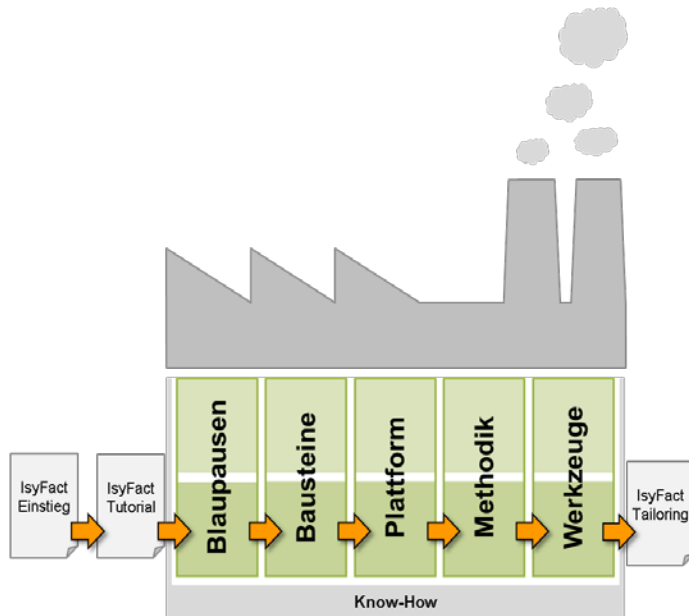 IsyFact
Einstieg
IsyFact
Tutorial
Blaupausen
Bausteine
Plattform
Methodik
Werkzeuge
IsyFact
Tailoring
Know-How